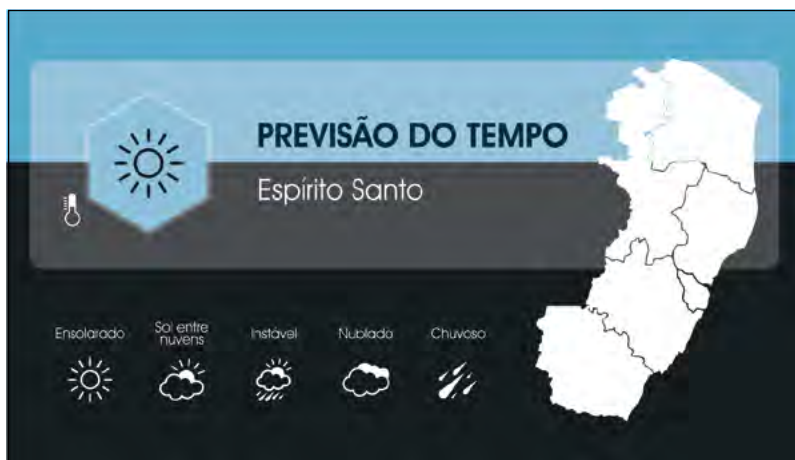 PREVISÃO DO TEMPO
Espírito Santo
Ensolarado
Sol entre
nuvens
Instável
Nublado
Chuvoso